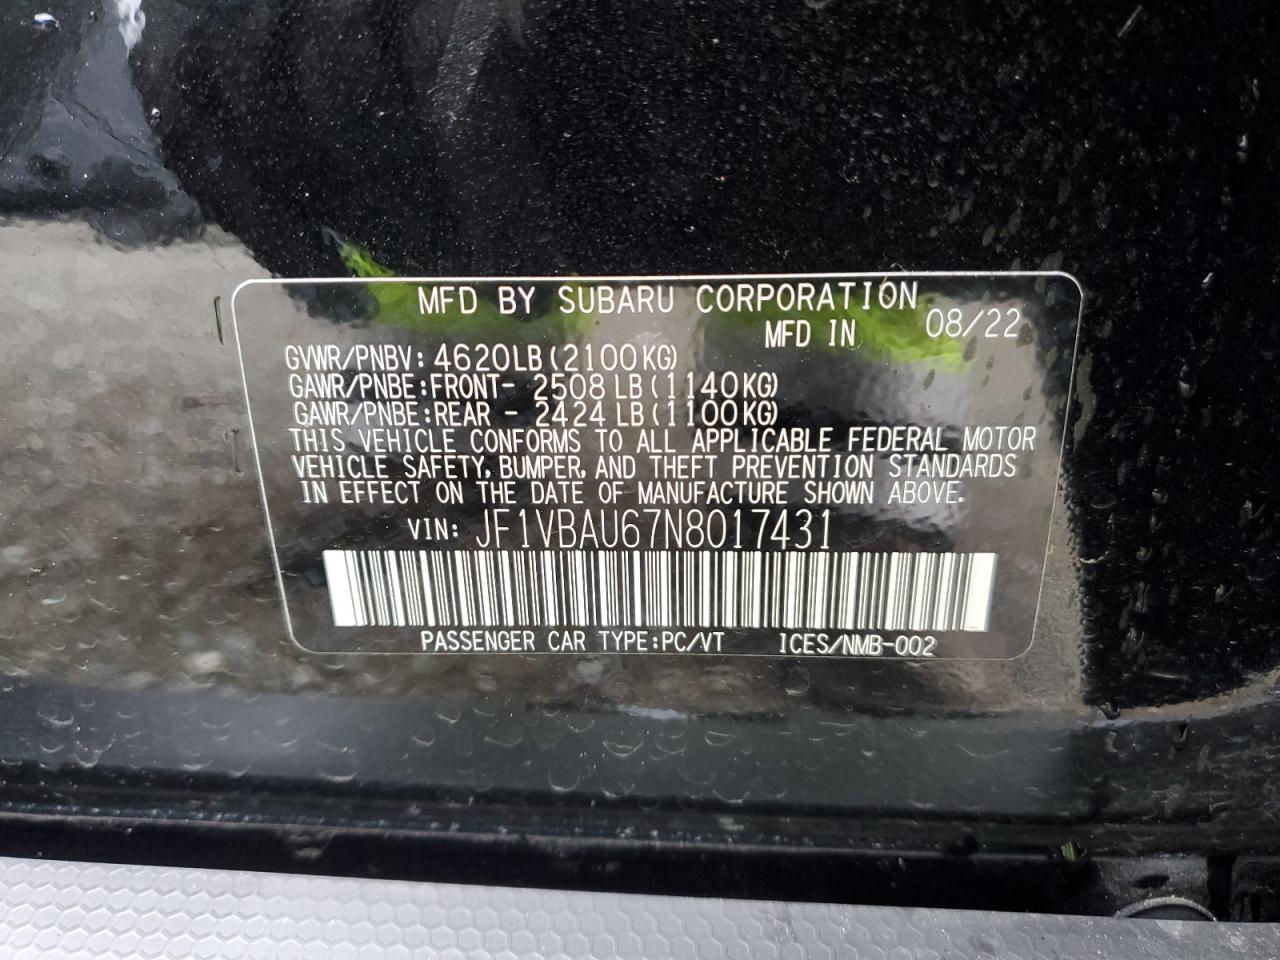 MFD BY SUBARU CORPORATION
MFD IN 08/22
GVWR/PNBV: 4620LB(2100KG)
GAWR/PNBE:FRONT- 2508 LB(1140KG)
GAWR/PNBE:REAR - 2424 LB(1100KG)
THIS VEHICLE CONFORMS TO ALL APPLICABLE FEDERAL MOTOR
VEHICLE SAFETY, BUMPER, AND THEFT PREVENTION STANDARDS
IN EFFECT ON THE DATE OF MANUFACTURE SHOWN ABOVE.
VIN: JF1VBAU67N8017431
PASSENGER CAR TYPE:PC/VT ICES/NMB-002